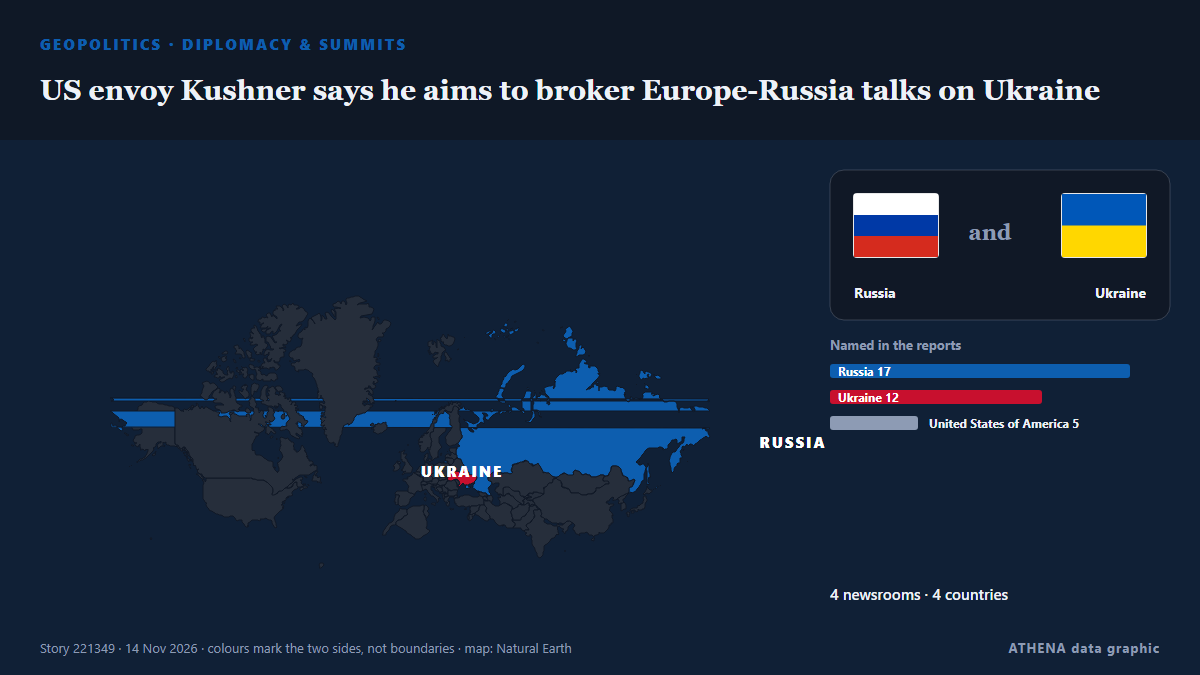 GEOPOLITICS · DIPLOMACY & SUMMITS
US envoy Kushner says he aims to broker Europe-Russia talks on Ukraine
and
Russia
Ukraine
Named in the reports
Russia 17
Ukraine 12
United States of America 5
RUSSIA
UKRAINE
4 newsrooms · 4 countries
Story 221349 · 14 Nov 2026 · colours mark the two sides, not boundaries · map: Natural Earth
ATHENA data graphic